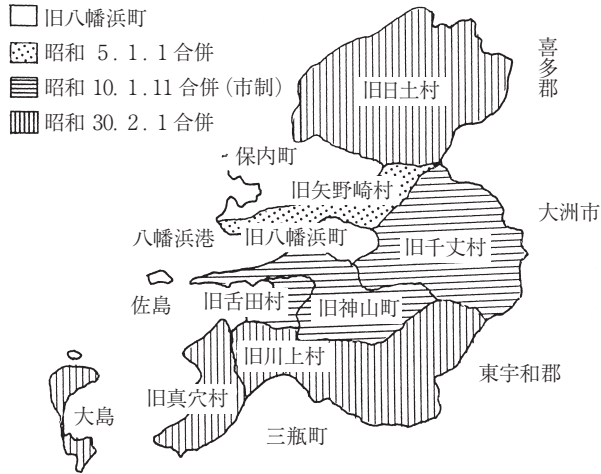 旧八幡浜町
昭和 5.1.1合併
昭和 10.1.11合併(市制)
昭和 30.2.1合併
喜多郡
旧日土村
保内町
旧矢野崎村
大洲市
八幡浜港
旧八幡浜町
旧千丈村
佐島
旧舌田村
旧神山町
旧川上村
東宇和郡
旧真穴村
大島
三瓶町